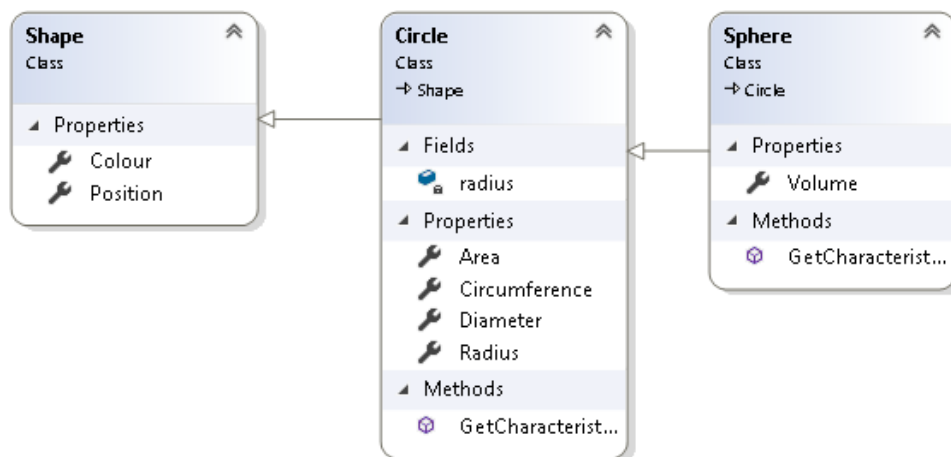 Shape
Class
Properties
Colour
Position
Circle
Class
Shape
Fields
radius
Properties
Area
Circumference
Diameter
Radius
Methods
GetCharacterist...
Sphere
Class
Circle
Properties
Volume
Methods
GetCharacterist...